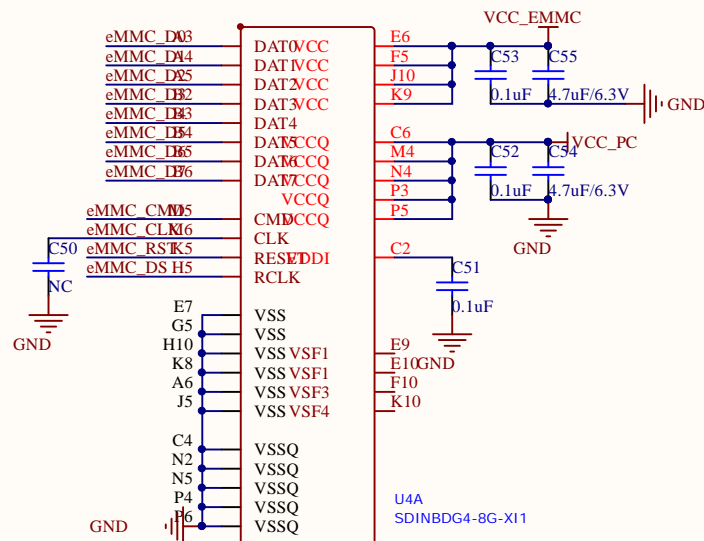 VCC_EMMC
eMMC_D0 A3 DAT0 VCC E6
eMMC_D1 A4 DAT1 VCC F5 C53 C55
eMMC_D2 A5 DAT2 VCC J10
eMMC_D3 B2 DAT3 VCC K9 0.1uF 4.7uF/6.3V GND
eMMC_D4 B3 DAT4
eMMC_D5 B4 DAT5 VCCQ C6 VCC_PC
eMMC_D6 B5 DAT6 VCCQ M4 C52 C54
eMMC_D7 B6 DAT7 VCCQ N4
VCCQ P3 0.1uF 4.7uF/6.3V
eMMC_CMD M5 CMD VCCQ P5
eMMC_CLK M6 CLK
GND
C50 eMMC_RST K5 RESET VDDI C2
eMMC_DS H5 RCLK C51
NC
0.1uF
E7 VSS
G5 VSS
GND H10 VSS VSF1 E9
K8 VSS VSF1 E10 GND
A6 VSS VSF3 F10
J5 VSS VSF4 K10
C4 VSSQ
N2 VSSQ
N5 VSSQ
P4 VSSQ
GND P6 VSSQ
U4A
SDINBDG4-8G-XI1